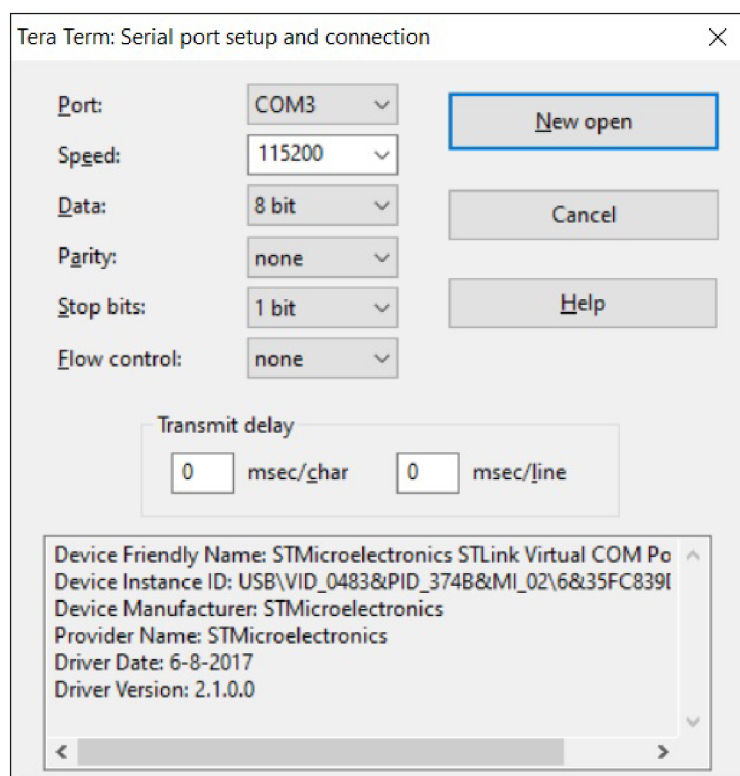 Tera Term: Serial port setup and connection
Port: COM3 New open
Speed: 115200
Data: 8 bit Cancel
Parity: none
Stop bits: 1 bit Help
Flow control: none
Transmit delay
0 msec/char 0 msec/line
Device Friendly Name: STMicroelectronics STLink Virtual COM Po
Device Instance ID: USB\VID_0483&PID_374B&MI_02\6&35FC839
Device Manufacturer: STMicroelectronics
Provider Name: STMicroelectronics
Driver Date: 6-8-2017
Driver Version: 2.1.0.0